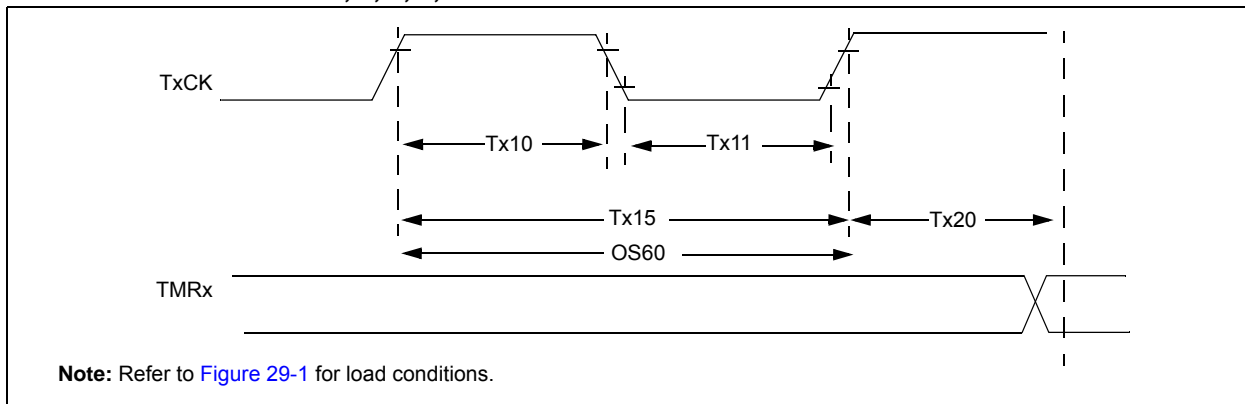 TxCK
Tx10
Tx11
Tx15
Tx20
OS60
TMRx
Note: Refer to Figure 29-1 for load conditions.